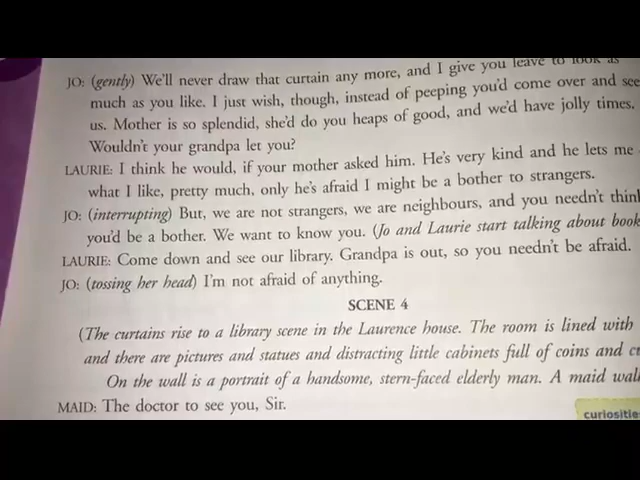 JO: (gently) We'll never draw that curtain any more, and I give you leave to look as
much as you like. I just wish, though, instead of peeping you'd come over and see
us. Mother is so splendid, she'd do you heaps of good, and we'd have jolly times.
Wouldn't your grandpa let you?
LAURIE: I think he would, if your mother asked him. He's very kind and he lets me
what I like, pretty much, only he's afraid I might be a bother to strangers.
JO: (interrupting) But, we are not strangers, we are neighbours, and you needn't think
you'd be a bother. We want to know you. (Jo and Laurie start talking about book
LAURIE: Come down and see our library. Grandpa is out, so you needn't be afraid.
JO: (tossing her head) I'm not afraid of anything.
SCENE 4
(The curtains rise to a library scene in the Laurence house. The room is lined with
and there are pictures and statues and distracting little cabinets full of coins and
On the wall is a portrait of a handsome, stern-faced elderly man. A maid
MAID: The doctor to see you, Sir.